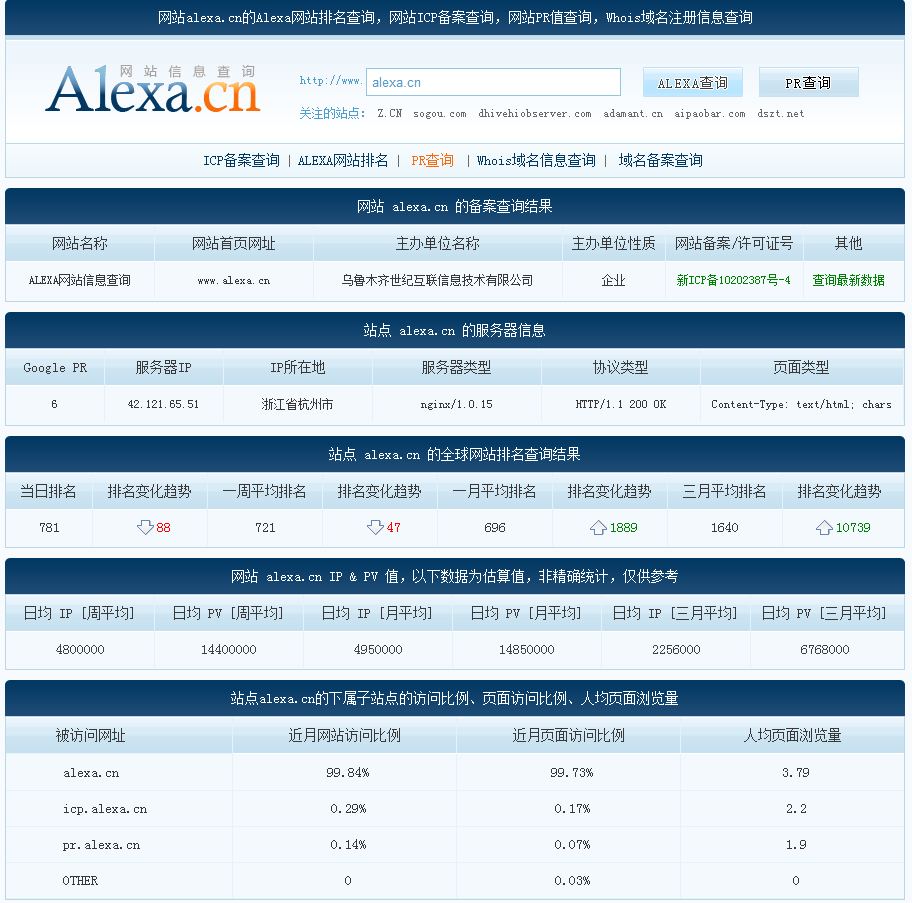 网站alexa.cn的Alexa网站排名查询，网站ICP备案查询，网站PR值查询，Whois域名注册信息查询
网站信息查询
Alexa.cn
http://www. alexa.cn ALEXA查询 PR查询
关注的站点： Z.CN sogou.com dhivehiobserver.com adamant.cn aipaobar.com dszt.net
ICP备案查询 | ALEXA网站排名 | PR查询 | Whois域名信息查询 | 域名备案查询
网站 alexa.cn 的备案查询结果
网站名称 网站首页网址 主办单位名称 主办单位性质 网站备案/许可证号 其他
ALEXA网站信息查询 www.alexa.cn 乌鲁木齐世纪互联信息技术有限公司 企业 新ICP备10202387号-4 查询最新数据
站点 alexa.cn 的服务器信息
Google PR 服务器IP IP所在地 服务器类型 协议类型 页面类型
6 42.121.65.51 浙江省杭州市 nginx/1.0.15 HTTP/1.1 200 OK Content-Type: text/html; chars
站点 alexa.cn 的全球网站排名查询结果
当日排名 排名变化趋势 一周平均排名 排名变化趋势 一月平均排名 排名变化趋势 三月平均排名 排名变化趋势
781 88 721 47 696 1889 1640 10739
网站 alexa.cn IP & PV 值，以下数据为估算值，非精确统计，仅供参考
日均 IP [周平均] 日均 PV [周平均] 日均 IP [月平均] 日均 PV [月平均] 日均 IP [三月平均] 日均 PV [三月平均]
4800000 14400000 4950000 14850000 2256000 6768000
站点alexa.cn的下属子站点的访问比例、页面访问比例、人均页面浏览量
被访问网址 近月网站访问比例 近月页面访问比例 人均页面浏览量
alexa.cn 99.84% 99.73% 3.79
icp.alexa.cn 0.29% 0.17% 2.2
pr.alexa.cn 0.14% 0.07% 1.9
OTHER 0 0.03% 0